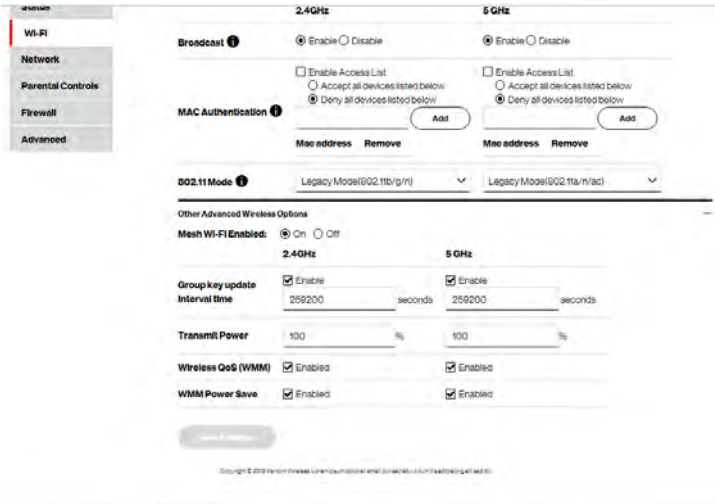 Status
2.4GHz 5 GHz
Wi-Fi
Broadcast Enable Disable Enable Disable
Network
Parental Controls
Firewall
Advanced
Enable Access List Enable Access List
Accept all devices listed below Accept all devices listed below
Deny all devices listed below Deny all devices listed below
MAC Authentication Add Add
Mac address Remove Mac address Remove
802.11 Mode Legacy Mode(802.11b/g/n) Legacy Mode(802.11a/n/ac)
Other Advanced Wireless Options
Mesh Wi-Fi Enabled: On Off
2.4GHz 5 GHz
Group key update Enable Enable
Interval time 259200 seconds 259200 seconds
Transmit Power 100 % 100 %
Wireless QoS (WMM) Enabled Enabled
WMM Power Save Enabled Enabled
Copyright © 2019 Verizon Wireless